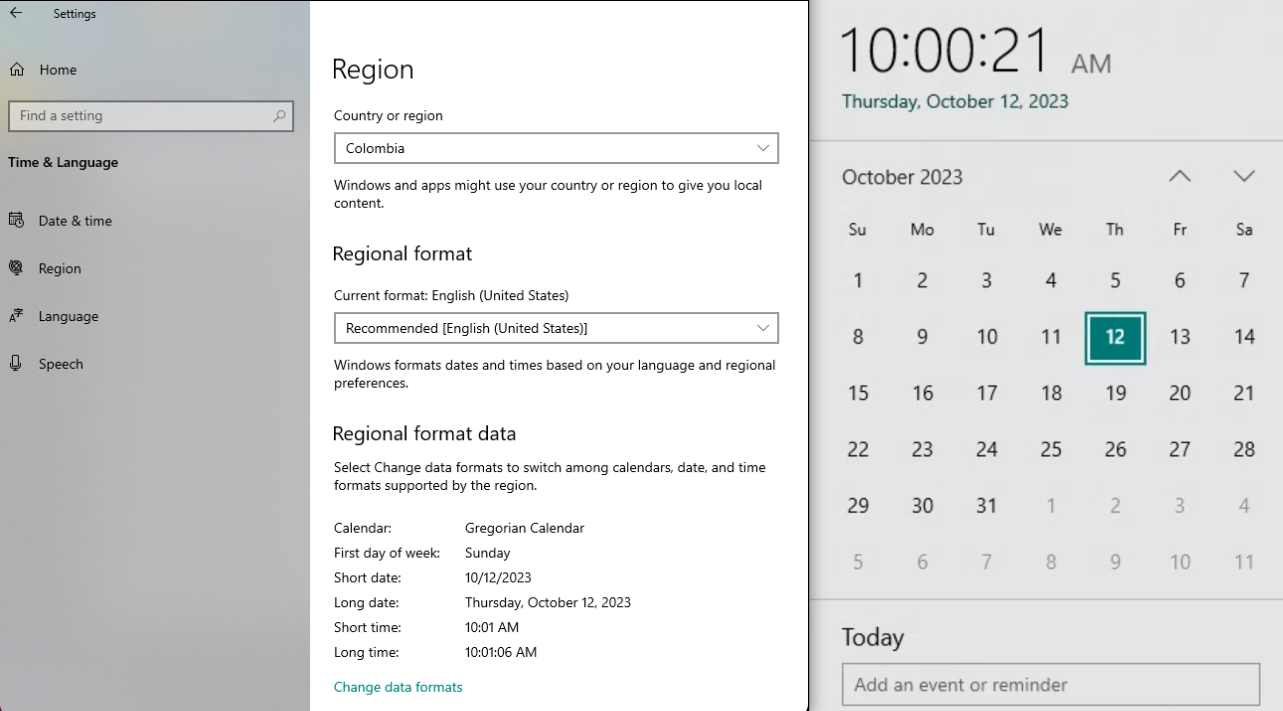 Settings
Home
Find a setting
Time & Language
Date & time
Region
Language
Speech
Region
Country or region
Colombia
Windows and apps might use your country or region to give you local
content.
Regional format
Current format: English (United States)
Recommended [English (United States)]
Windows formats dates and times based on your language and regional
preferences.
Regional format data
Select Change data formats to switch among calendars, date, and time
formats supported by the region.
Calendar: Gregorian Calendar
First day of week: Sunday
Short date: 10/12/2023
Long date: Thursday, October 12, 2023
Short time: 10:01 AM
Long time: 10:01:06 AM
Change data formats
10:00:21 AM
Thursday, October 12, 2023
October 2023
Su Mo Tu We Th Fr Sa
1 2 3 4 5 6 7
8 9 10 11 12 13 14
15 16 17 18 19 20 21
22 23 24 25 26 27 28
29 30 31 1 2 3 4
5 6 7 8 9 10 11
Today
Add an event or reminder